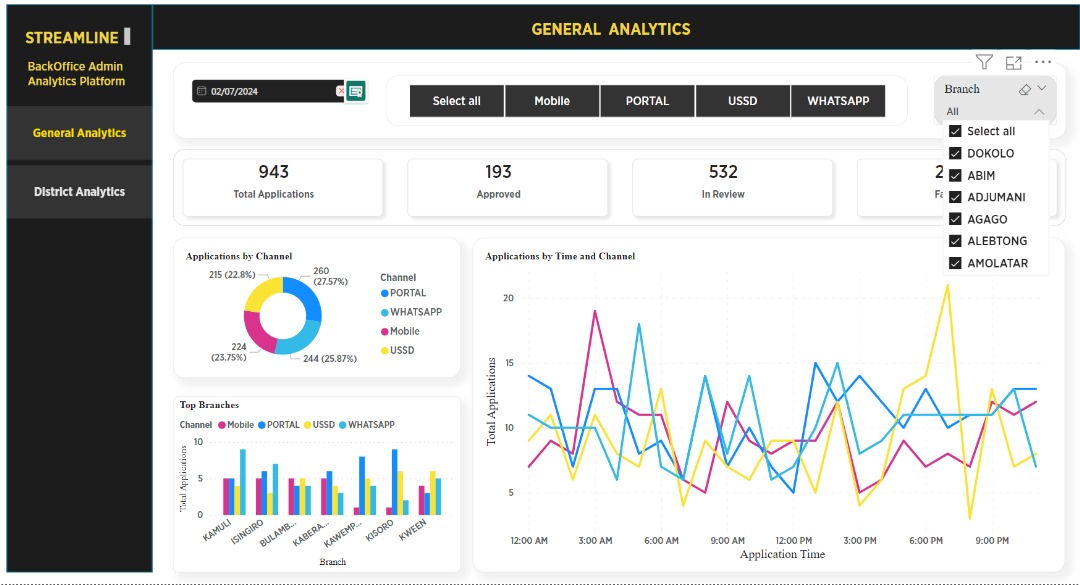 STREAMLINE
BackOffice Admin
Analytics Platform
General Analytics
District Analytics
GENERAL ANALYTICS
02/07/2024
Select all
Mobile
PORTAL
USSD
WHATSAPP
Branch
All
Select all
DOKOLO
ABIM
ADJUMANI
AGAGO
ALEBTONG
AMOLATAR
943
Total Applications
193
Approved
532
In Review
2
Fa
Applications by Channel
215 (22.8%)
260
(27.57%)
224
(23.75%)
244 (25.87%)
Channel
PORTAL
WHATSAPP
Mobile
USSD
Top Branches
Channel Mobile PORTAL USSD WHATSAPP
Total Applications
10
5
0
KAMULI
ISINGIRO
BULAMB...
KABERA...
KAWEMP...
KISORO
KWEEN
Branch
Applications by Time and Channel
Total Applications
20
15
10
5
12:00 AM
3:00 AM
6:00 AM
9:00 AM
12:00 PM
3:00 PM
6:00 PM
9:00 PM
Application Time